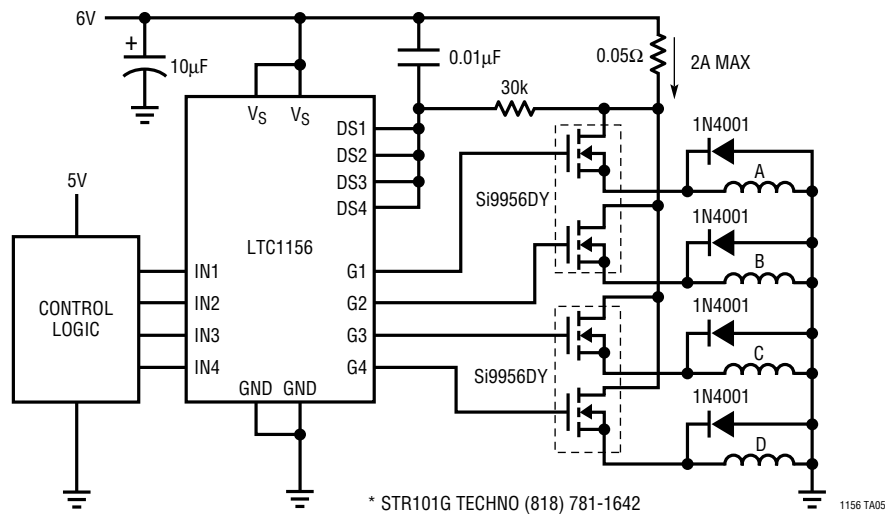 6V
+
10µF
0.01µF
0.05Ω
2A MAX
30k
VS
VS
DS1
DS2
DS3
DS4
1N4001
A
Si9956DY
5V
LTC1156
1N4001
B
CONTROL
LOGIC
IN1
IN2
IN3
IN4
G1
G2
G3
G4
1N4001
C
Si9956DY
GND
GND
1N4001
D
* STR101G TECHNO (818) 781-1642
1156 TA05